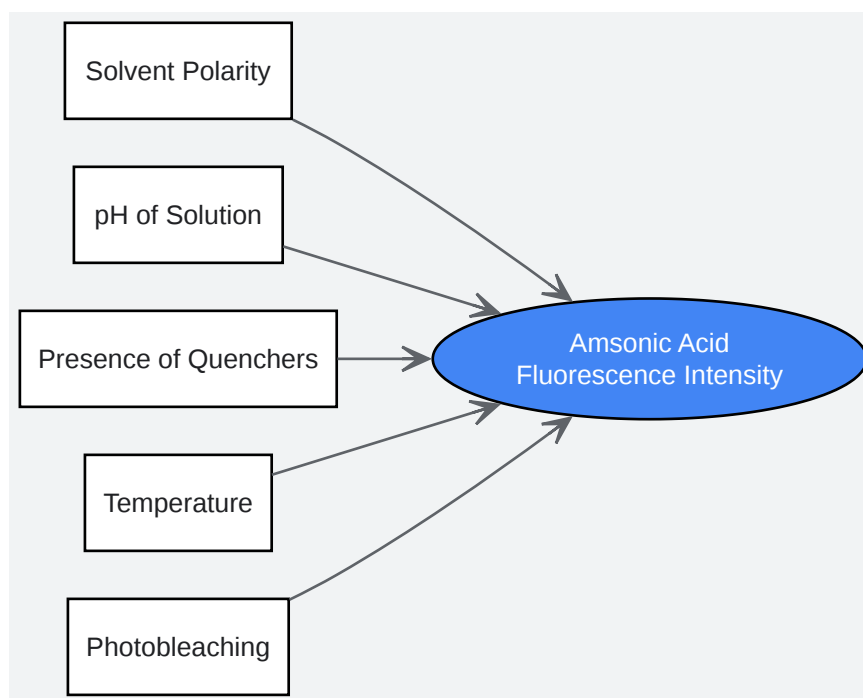 Solvent Polarity
pH of Solution
Presence of Quenchers
Amsonic Acid
Fluorescence Intensity
Temperature
Photobleaching